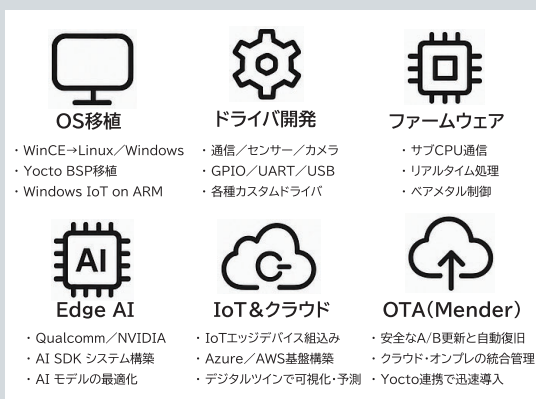 OS移植
ドライバ開発
ファームウェア
・WinCE→Linux／Windows
・Yocto BSP移植
・Windows IoT on ARM
・通信／センサー／カメラ
・GPIO／UART／USB
・各種カスタムドライバ
・サブCPU通信
・リアルタイム処理
・ベアメタル制御
AI
Edge AI
IoT＆クラウド
OTA(Mender)
・Qualcomm／NVIDIA
・AI SDK システム構築
・AI モデルの最適化
・IoTエッジデバイス組込み
・Azure／AWS基盤構築
・デジタルツインで可視化・予測
・安全なA/B更新と自動復旧
・クラウド・オンプレの統合管理
・Yocto連携で迅速導入